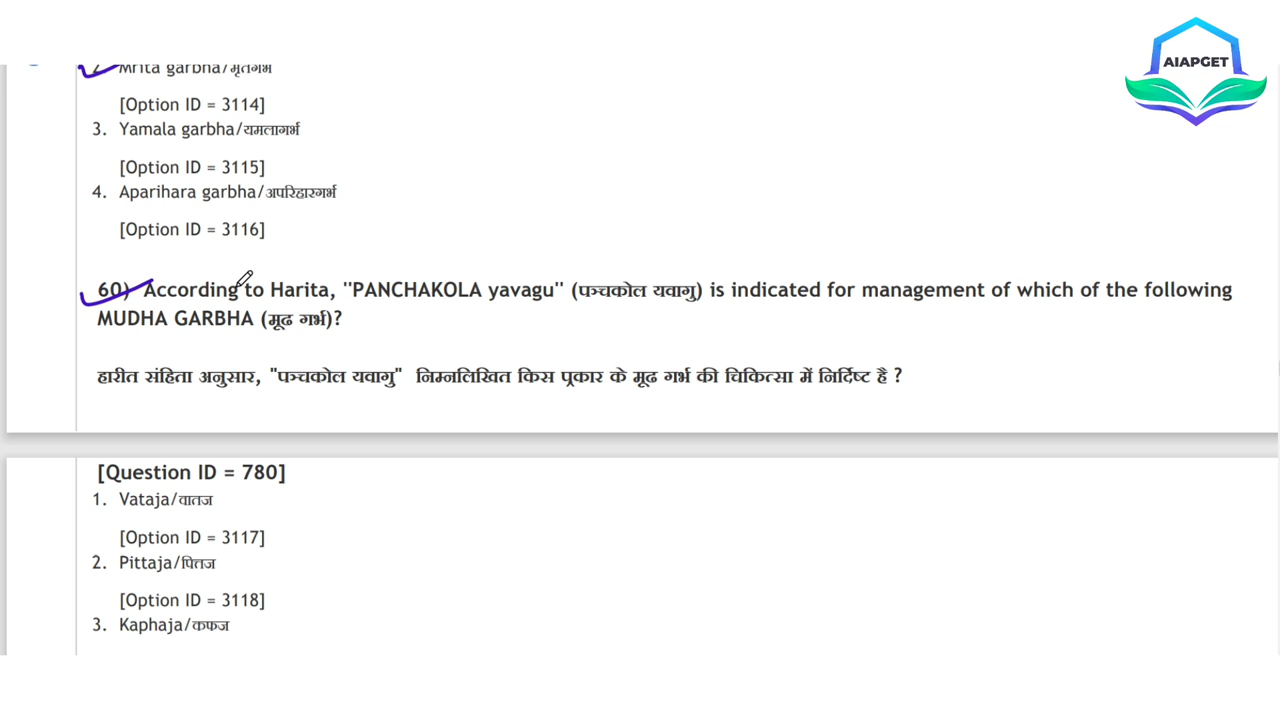 AIAPGET
2. Mrita garbha/मृतगर्भ
[Option ID = 3114]
3. Yamala garbha/यमलागर्भ
[Option ID = 3115]
4. Aparihara garbha/अपरिहारगर्भ
[Option ID = 3116]
60) According to Harita, "PANCHAKOLA yavagu" (पञ्चकोल यवागु) is indicated for management of which of the following
MUDHA GARBHA (मूढ गर्भ)?
हारीत संहिता अनुसार, "पञ्चकोल यवागु" निम्नलिखित किस प्रकार के मूढ गर्भ की चिकित्सा में निर्दिष्ट है ?
[Question ID = 780]
1. Vataja/वातज
[Option ID = 3117]
2. Pittaja/पित्तज
[Option ID = 3118]
3. Kaphaja/कफज